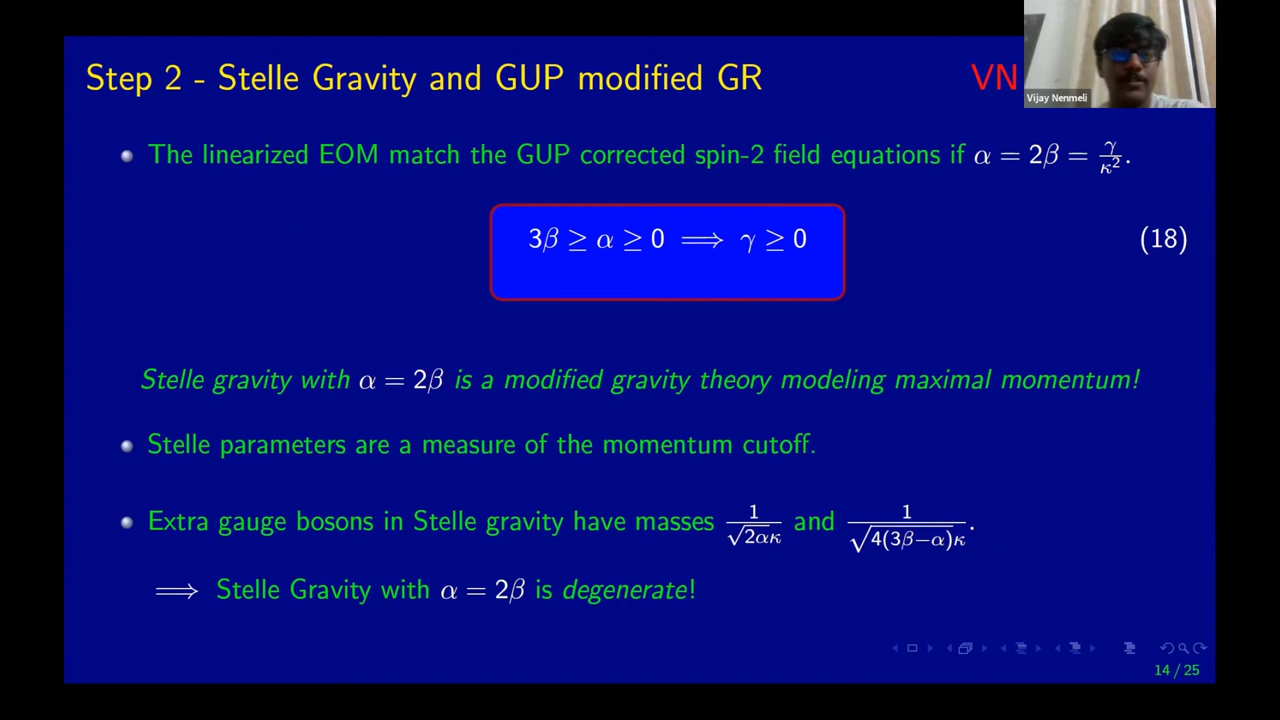 Step 2 - Stelle Gravity and GUP modified GR
VN
Vijay Nenmeli
The linearized EOM match the GUP corrected spin-2 field equations if α = 2β = γ/κ².
3β ≥ α ≥ 0 ⟹ γ ≥ 0
(18)
Stelle gravity with α = 2β is a modified gravity theory modeling maximal momentum!
Stelle parameters are a measure of the momentum cutoff.
Extra gauge bosons in Stelle gravity have masses 1/√2ακ and 1/√4(3β−α)κ.
⟹ Stelle Gravity with α = 2β is degenerate!
14 / 25